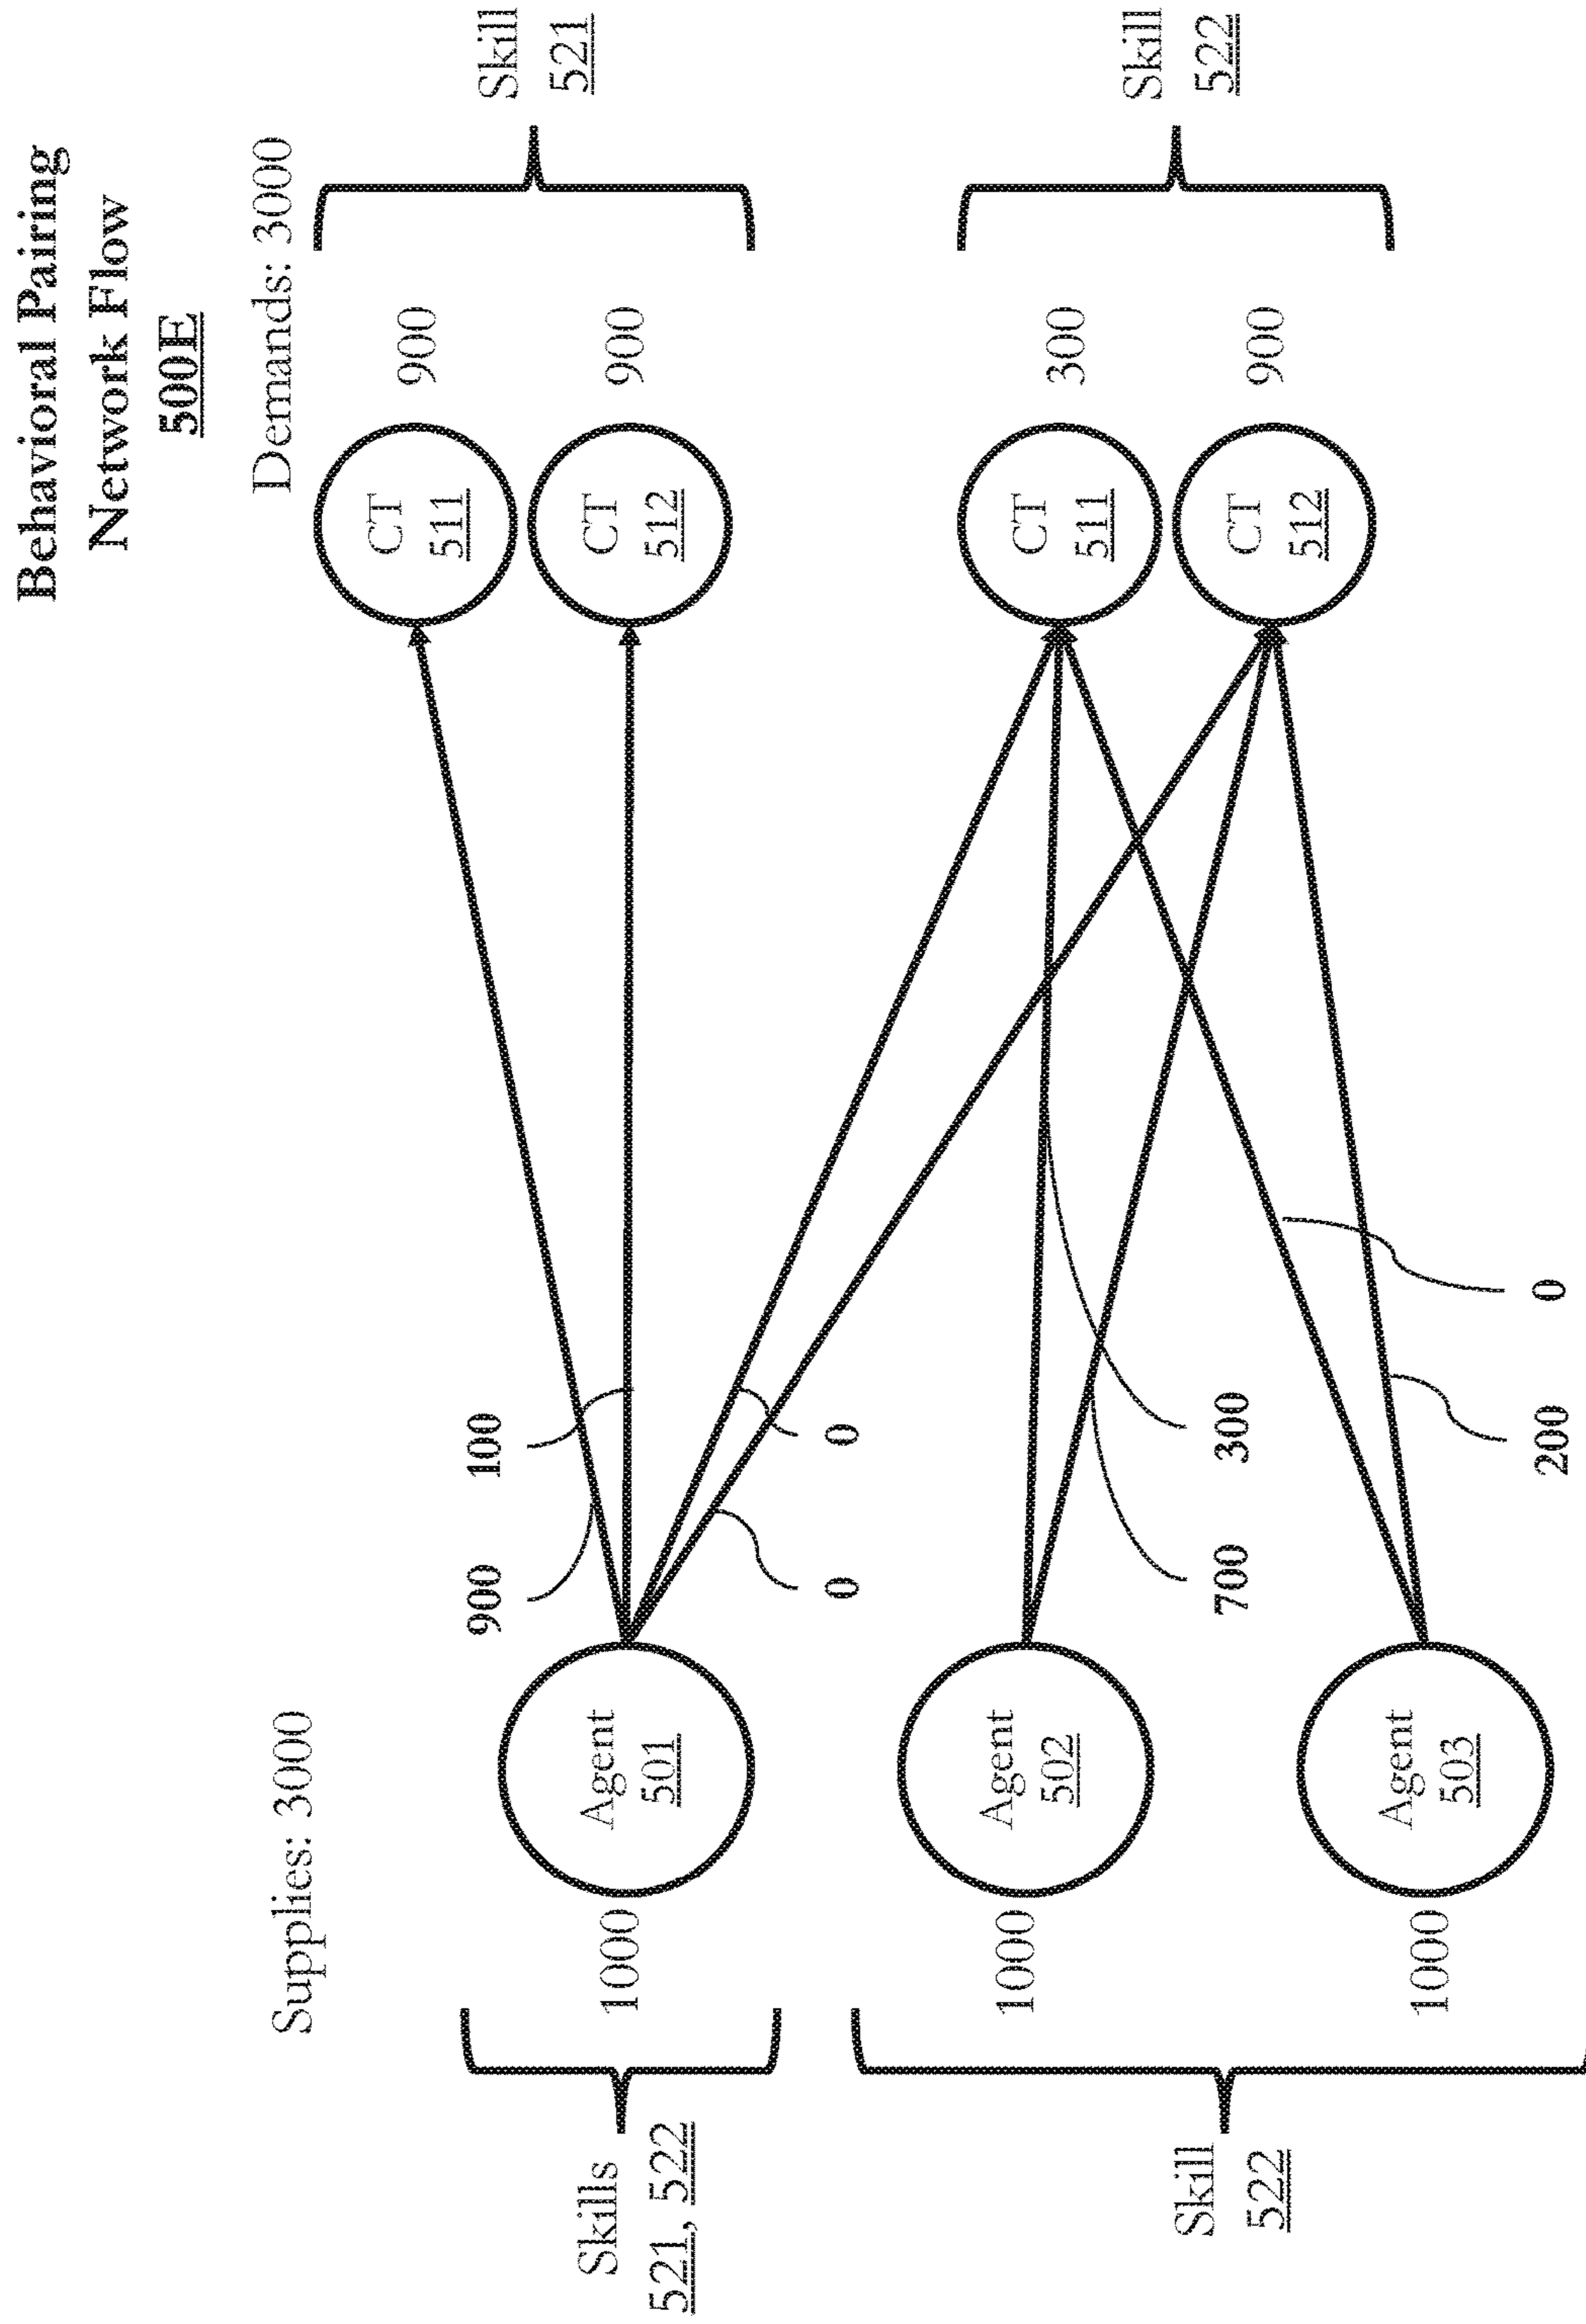 Behavioral Pairing
Network Flow
500E
Supplies: 3000
Demands: 3000
Skills
521, 522
1000
Agent
501
900
100
0
0
CT
511
900
CT
512
900
Skill
521
Skill
522
1000
Agent
502
700
300
1000
Agent
503
200
0
CT
511
300
CT
512
900
Skill
522